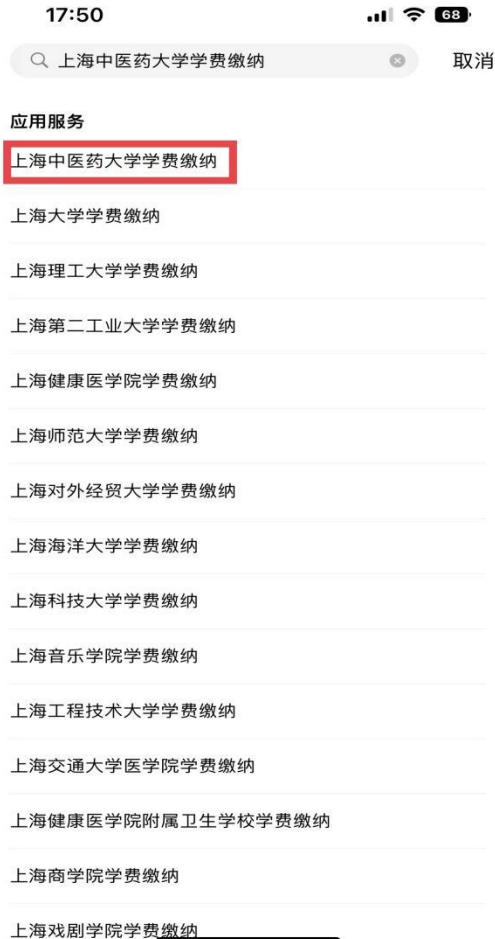 17:50
68
上海中医药大学学费缴纳
取消
应用服务
上海中医药大学学费缴纳
上海大学学费缴纳
上海理工大学学费缴纳
上海第二工业大学学费缴纳
上海健康医学院学费缴纳
上海师范大学学费缴纳
上海对外经贸大学学费缴纳
上海海洋大学学费缴纳
上海科技大学学费缴纳
上海音乐学院学费缴纳
上海工程技术大学学费缴纳
上海交通大学医学院学费缴纳
上海健康医学院附属卫生学校学费缴纳
上海商学院学费缴纳
上海戏剧学院学费缴纳